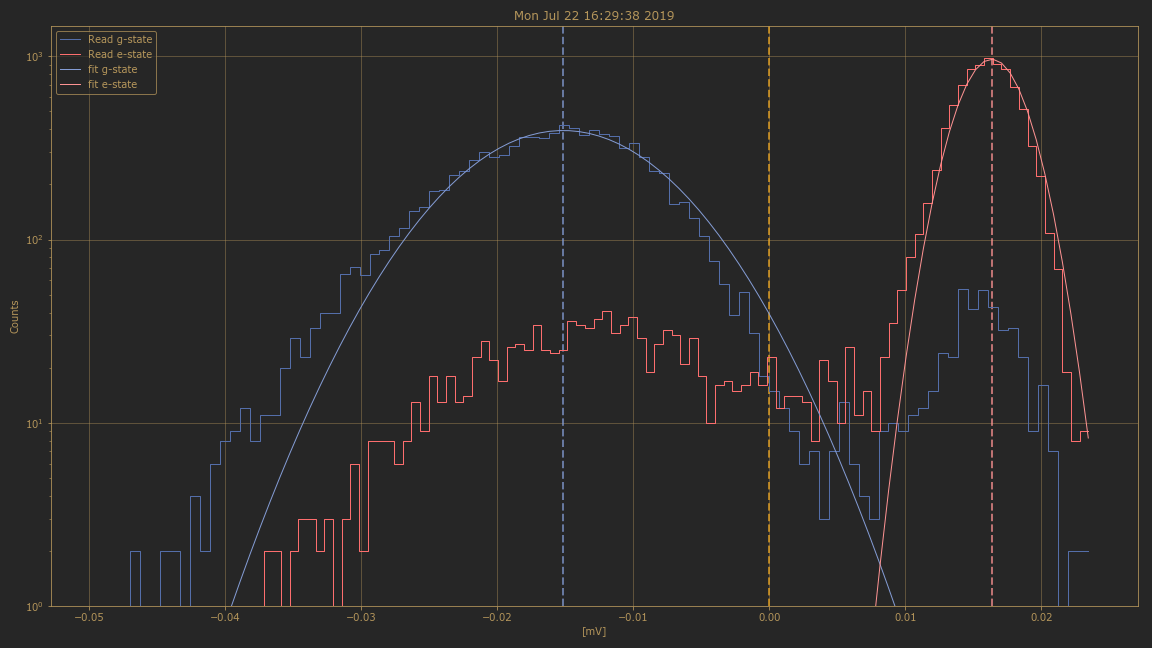 Mon Jul 22 16:29:38 2019
Read g-state
Read e-state
fit g-state
fit e-state
10³
10²
10¹
10⁰
Counts
−0.05 −0.04 −0.03 −0.02 −0.01 0.00 0.01 0.02
[mV]